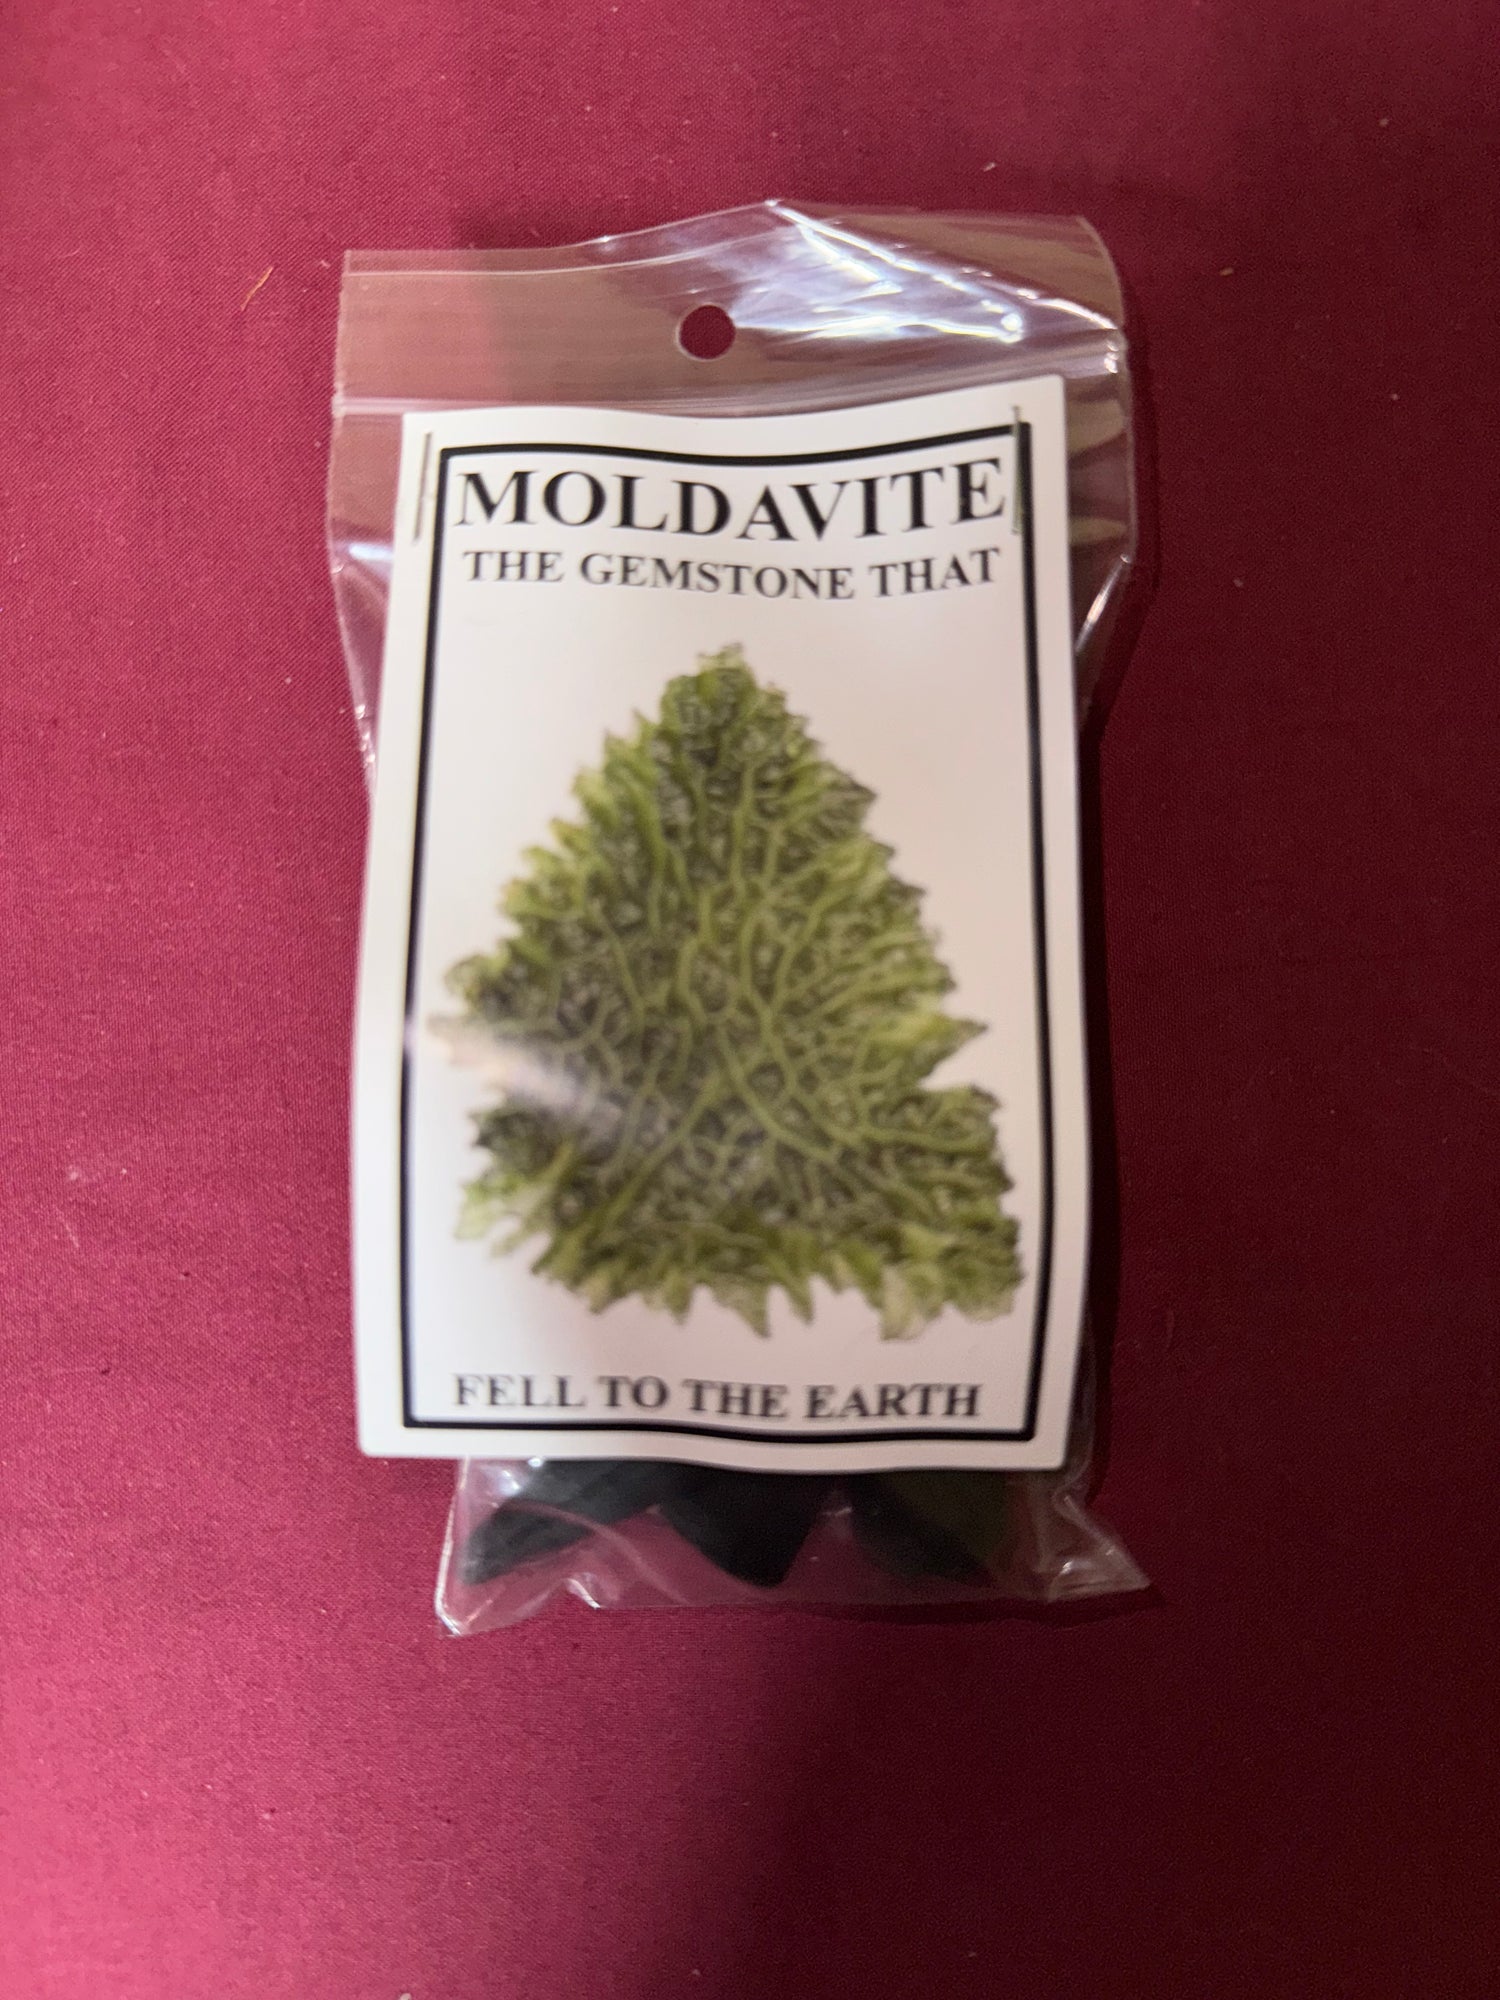 MOLDAVITE
THE GEMSTONE THAT
FELL TO THE EARTH